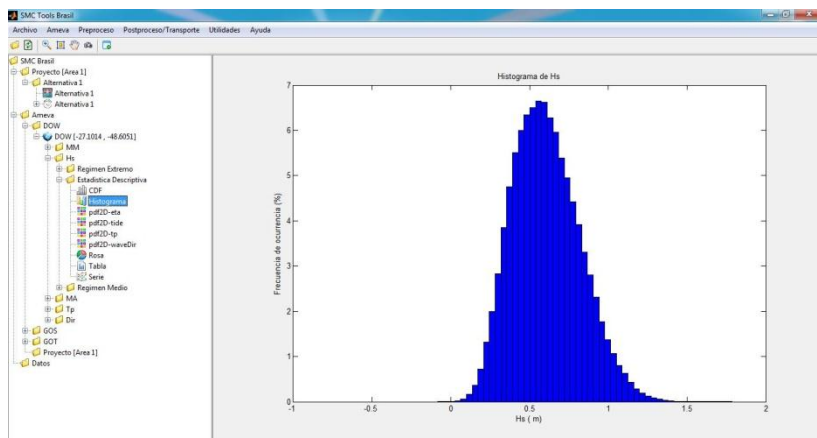 SMC Tools Brasil
Archivo Ameva Preproceso Postproceso/Transporte Utilidades Ayuda
SMC Brasil
Proyecto [Area 1]
Alternativa 1
Alternativa 1
Alternativa 1
Ameva
DOW
DOW [-27.1014 , -48.6051]
MM
Hs
Regimen Extremo
Estadistica Descriptiva
CDF
Histograma
pdf2D-eta
pdf2D-tide
pdf2D-tp
pdf2D-waveDir
Rosa
Tabla
Serie
Regimen Medio
MA
Tp
Dir
GOS
GOT
Proyecto [Area 1]
Datos
Histograma de Hs
Frecuencia de ocurrencia (%)
7
6
5
4
3
2
1
0
-1 -0.5 0 0.5 1 1.5 2
Hs ( m)